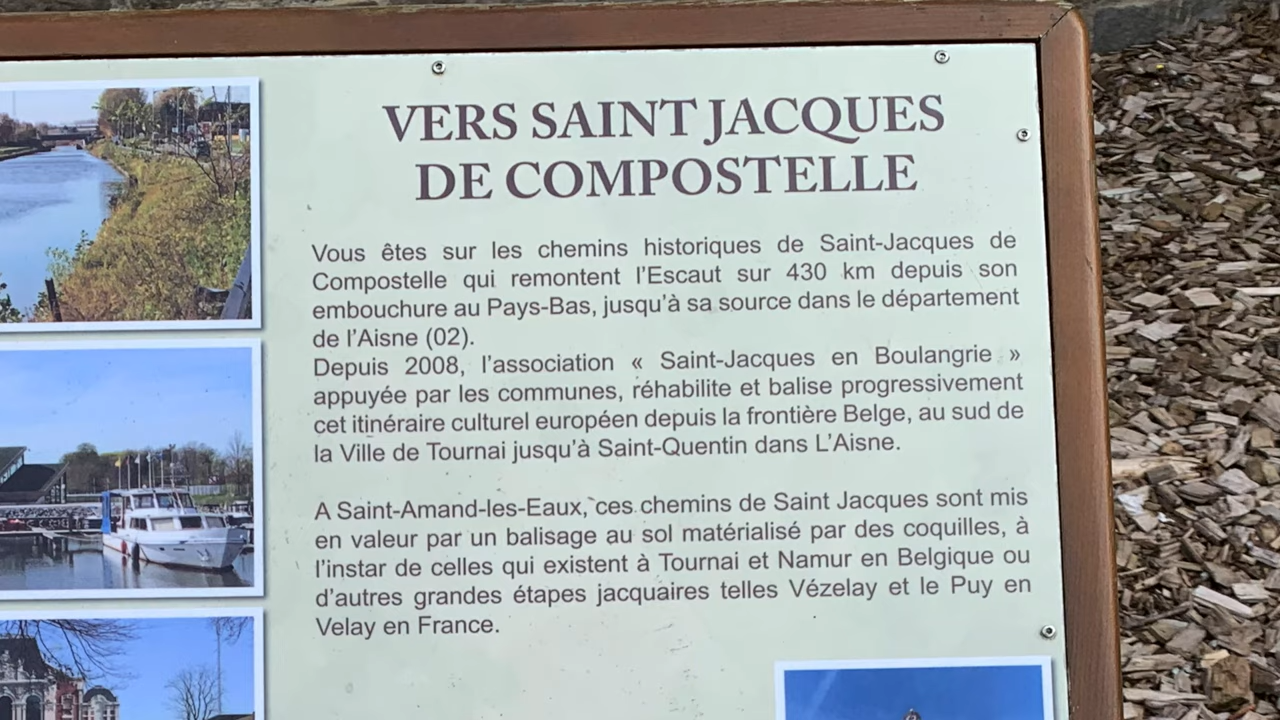 VERS SAINT JACQUES
DE COMPOSTELLE
Vous êtes sur les chemins historiques de Saint-Jacques de
Compostelle qui remontent l'Escaut sur 430 km depuis son
embouchure au Pays-Bas, jusqu'à sa source dans le département
de l'Aisne (02).
Depuis 2008, l'association « Saint-Jacques en Boulangrie »
appuyée par les communes, réhabilite et balise progressivement
cet itinéraire culturel européen depuis la frontière Belge, au sud de
la Ville de Tournai jusqu'à Saint-Quentin dans L'Aisne.
A Saint-Amand-les-Eaux, ces chemins de Saint Jacques sont mis
en valeur par un balisage au sol matérialisé par des coquilles, à
l'instar de celles qui existent à Tournai et Namur en Belgique ou
d'autres grandes étapes jacquaires telles Vézelay et le Puy en
Velay en France.